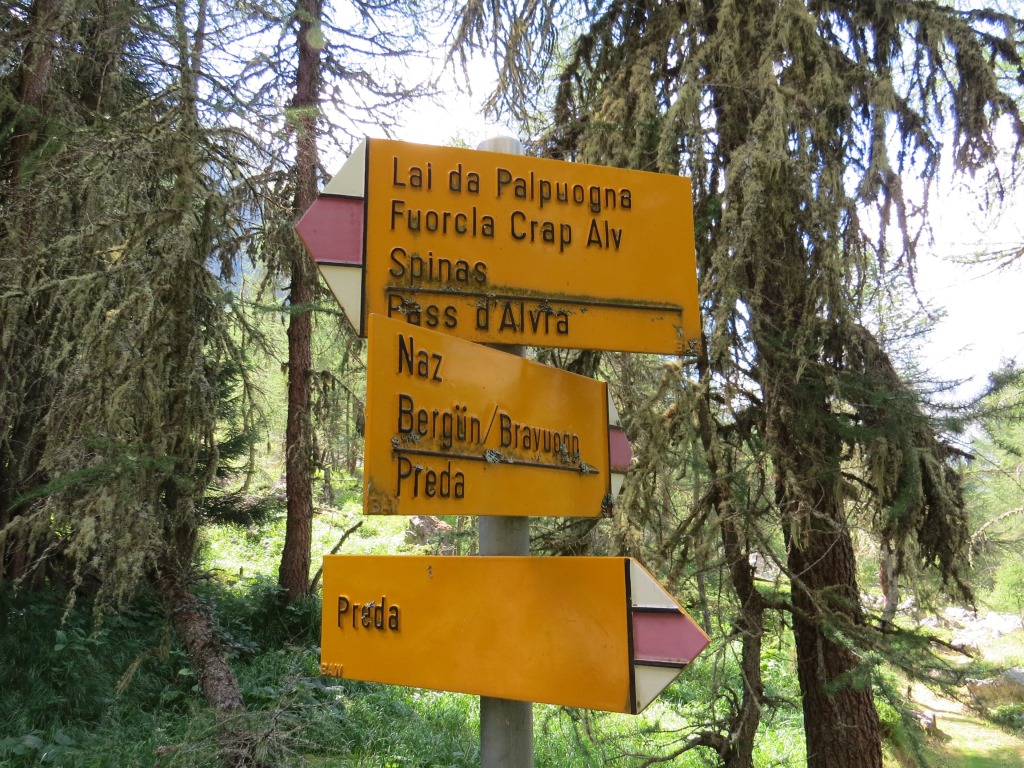 Lai da Palpuogna
Fuorcla Crap Alv
Spinas
Pass d'Alvra
Naz
Bergün/Bravuogn
Preda
Preda